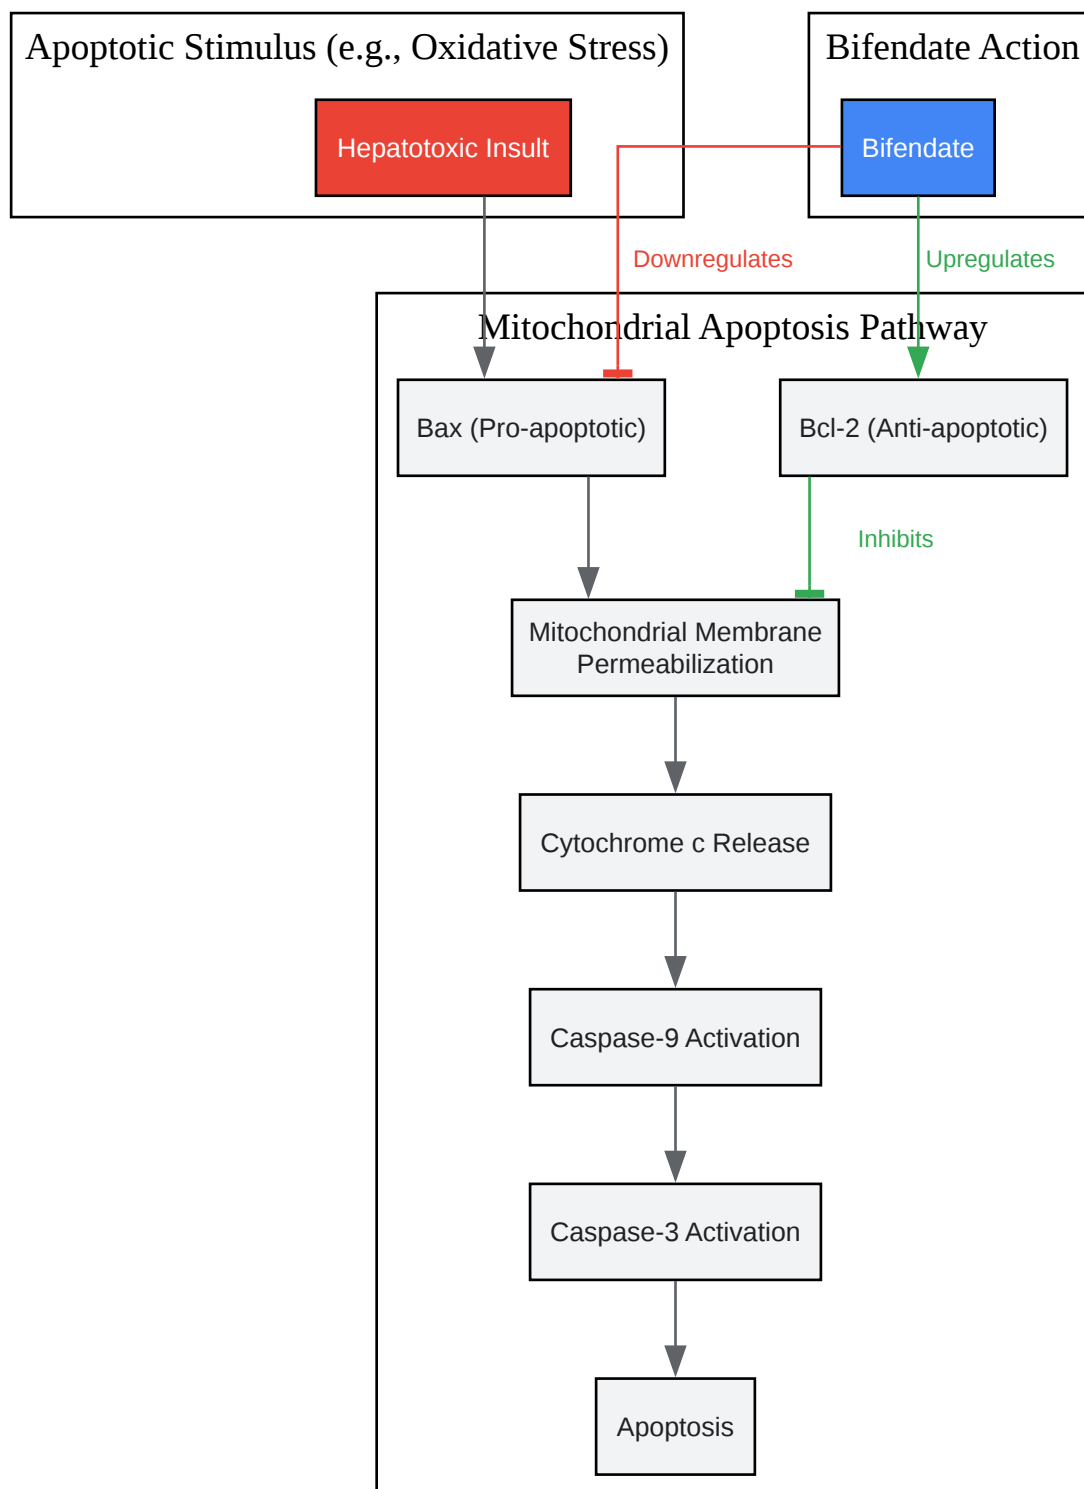 Apoptotic Stimulus (e.g., Oxidative Stress)
Bifendate Action
Hepatotoxic Insult
Bifendate
Downregulates
Upregulates
Mitochondrial Apoptosis Pathway
Bax (Pro-apoptotic)
Bcl-2 (Anti-apoptotic)
Inhibits
Mitochondrial Membrane
Permeabilization
Cytochrome c Release
Caspase-9 Activation
Caspase-3 Activation
Apoptosis